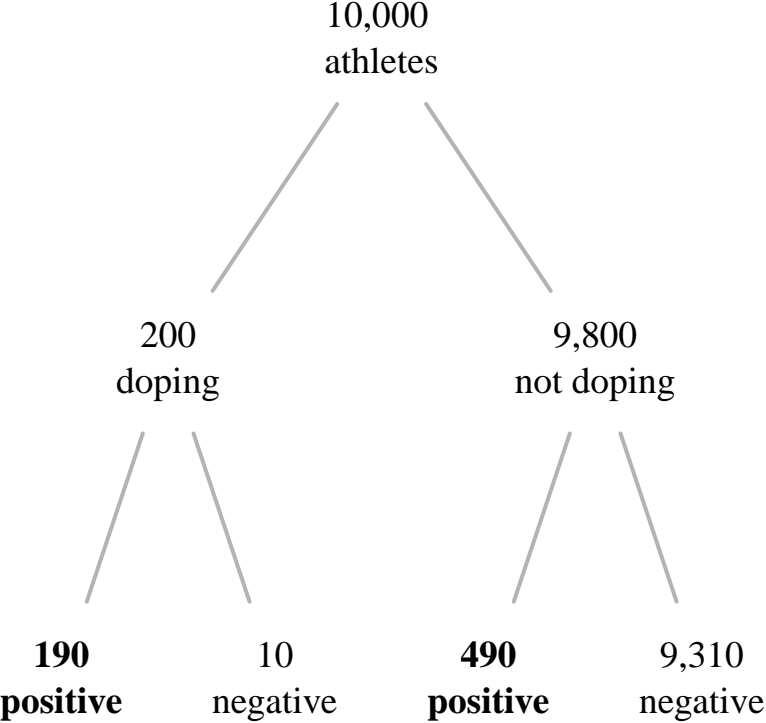 10,000
athletes
200
doping
9,800
not doping
190
positive
10
negative
490
positive
9,310
negative